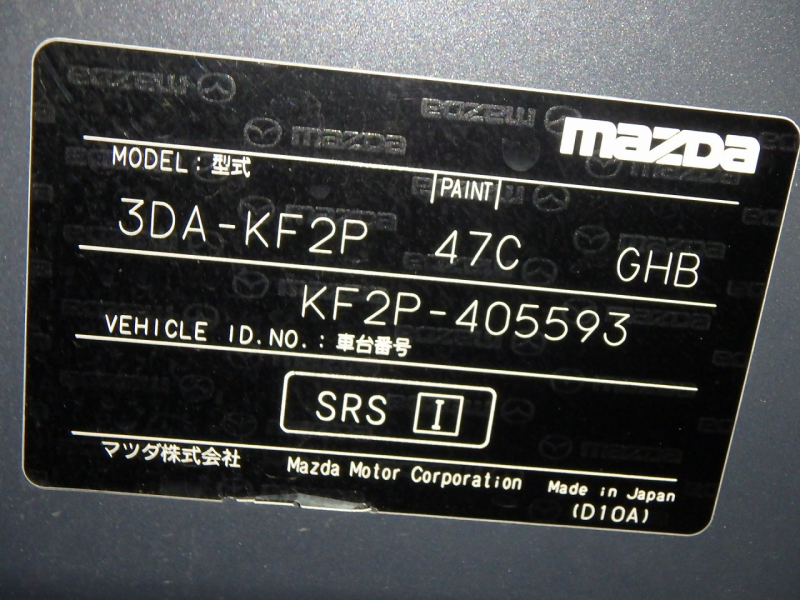 mazda
MODEL : 型式
PAINT
3DA-KF2P 47C GHB
KF2P-405593
VEHICLE ID.NO. : 車台番号
SRS I
マツダ株式会社 Mazda Motor Corporation Made in Japan
(D10A)